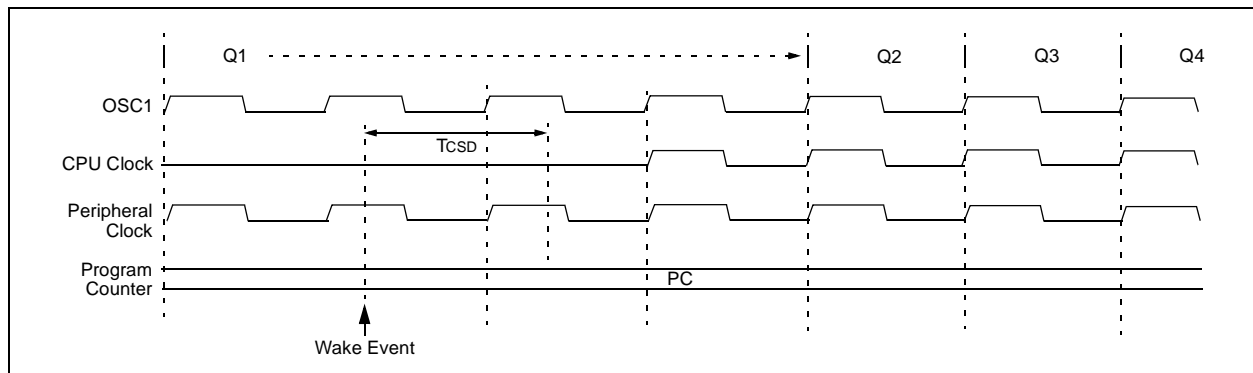 Q1 Q2 Q3 Q4
OSC1
TCSD
CPU Clock
Peripheral
Clock
Program
Counter
PC
Wake Event